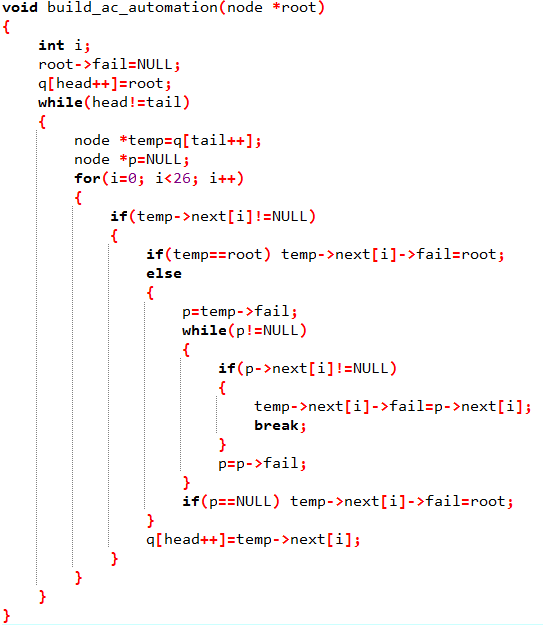 void build_ac_automation(node *root)
{
    int i;
    root->fail=NULL;
    q[head++]=root;
    while(head!=tail)
    {
        node *temp=q[tail++];
        node *p=NULL;
        for(i=0; i<26; i++)
        {
            if(temp->next[i]!=NULL)
            {
                if(temp==root) temp->next[i]->fail=root;
                else
                {
                    p=temp->fail;
                    while(p!=NULL)
                    {
                        if(p->next[i]!=NULL)
                        {
                            temp->next[i]->fail=p->next[i];
                            break;
                        }
                        p=p->fail;
                    }
                    if(p==NULL) temp->next[i]->fail=root;
                }
                q[head++]=temp->next[i];
            }
        }
    }
}